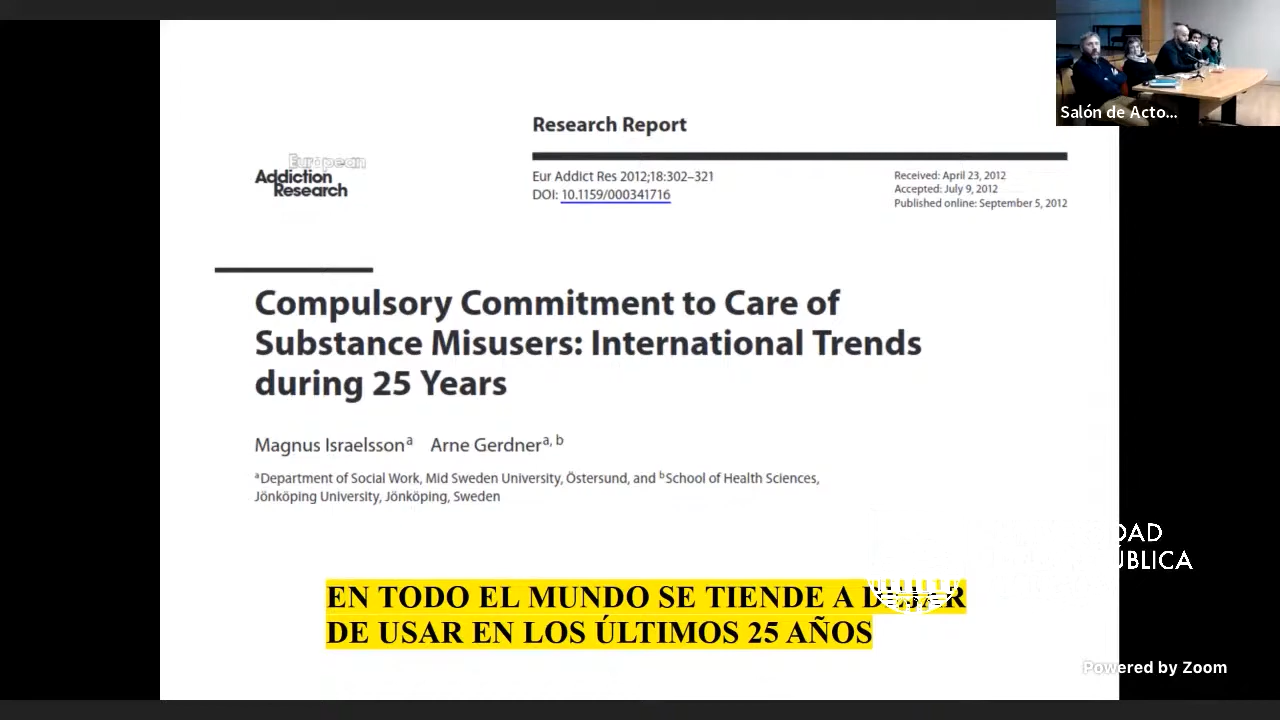 Salón de Acto...
Research Report
European
Addiction
Research
Eur Addict Res 2012;18:302–321
DOI: 10.1159/000341716
Received: April 23, 2012
Accepted: July 9, 2012
Published online: September 5, 2012
Compulsory Commitment to Care of
Substance Misusers: International Trends
during 25 Years
Magnus Israelsson a Arne Gerdner a, b
a Department of Social Work, Mid Sweden University, Östersund, and b School of Health Sciences,
Jönköping University, Jönköping, Sweden
EN TODO EL MUNDO SE TIENDE A
DE USAR EN LOS ÚLTIMOS 25 AÑOS
Powered by Zoom